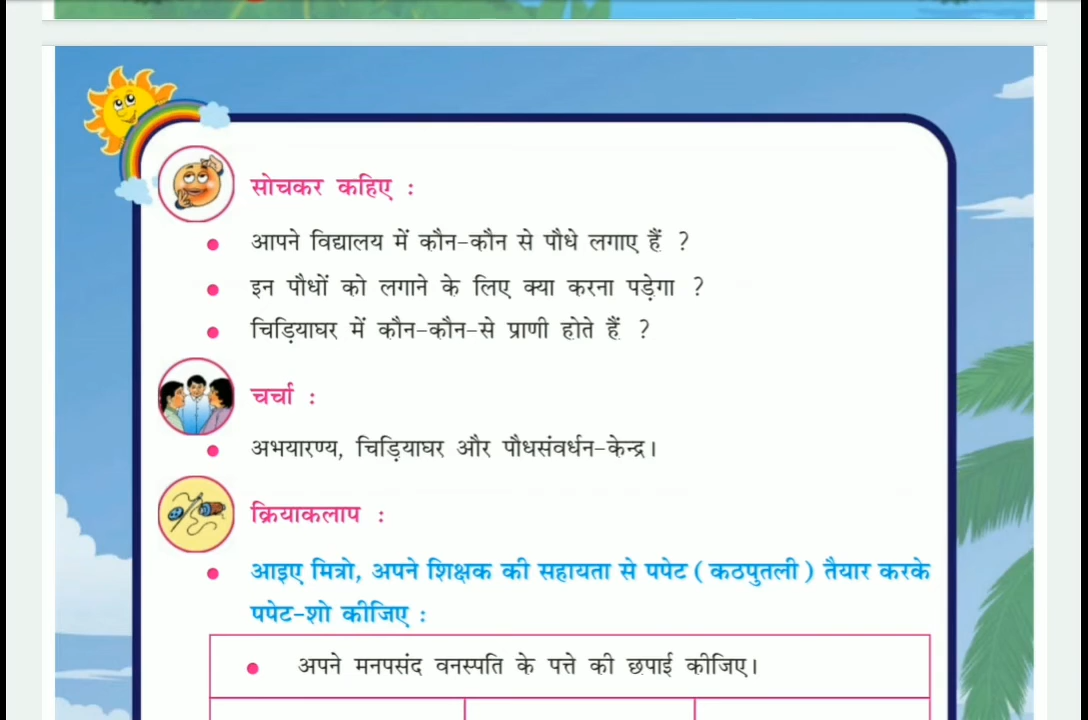 सोचकर कहिए :
आपने विद्यालय में कौन-कौन से पौधे लगाए हैं ?
इन पौधों को लगाने के लिए क्या करना पड़ेगा ?
चिड़ियाघर में कौन-कौन-से प्राणी होते हैं ?
चर्चा :
अभयारण्य, चिड़ियाघर और पौधसंवर्धन-केन्द्र।
क्रियाकलाप :
आइए मित्रो, अपने शिक्षक की सहायता से पपेट ( कठपुतली ) तैयार करके
पपेट-शो कीजिए :
अपने मनपसंद वनस्पति के पत्ते की छपाई कीजिए।